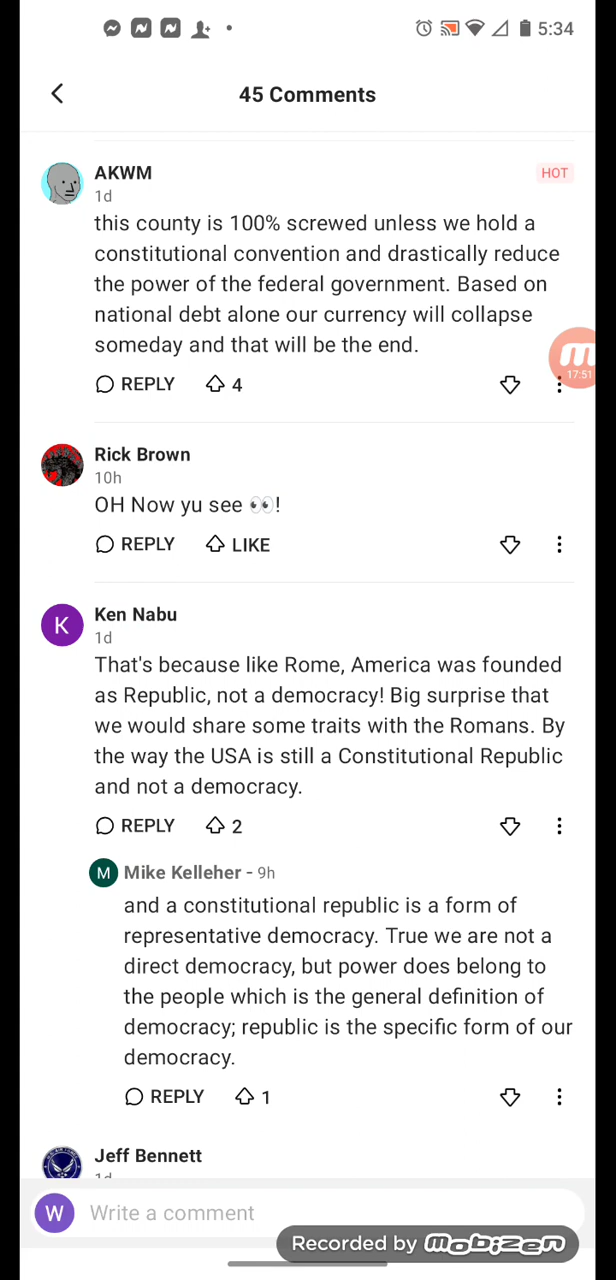 5:34
45 Comments
AKWM
HOT
1d
this county is 100% screwed unless we hold a
constitutional convention and drastically reduce
the power of the federal government. Based on
national debt alone our currency will collapse
someday and that will be the end.
17:51
REPLY 4
Rick Brown
10h
OH Now yu see 👀!
REPLY LIKE
K
Ken Nabu
1d
That's because like Rome, America was founded
as Republic, not a democracy! Big surprise that
we would share some traits with the Romans. By
the way the USA is still a Constitutional Republic
and not a democracy.
REPLY 2
M Mike Kelleher - 9h
and a constitutional republic is a form of
representative democracy. True we are not a
direct democracy, but power does belong to
the people which is the general definition of
democracy; republic is the specific form of our
democracy.
REPLY 1
Jeff Bennett
1d
W Write a comment
Recorded by mobizen